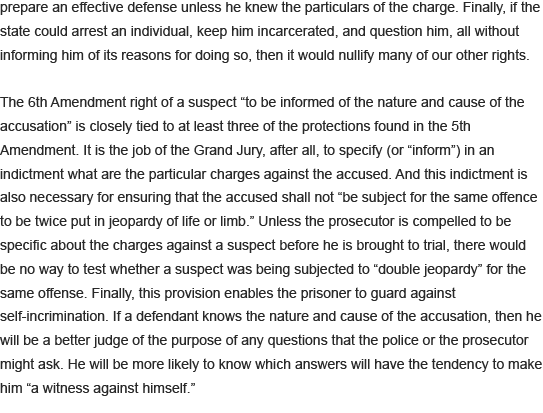 prepare an effective defense unless he knew the particulars of the charge. Finally, if the
state could arrest an individual, keep him incarcerated, and question him, all without
informing him of its reasons for doing so, then it would nullify many of our other rights.
The 6th Amendment right of a suspect “to be informed of the nature and cause of the
accusation” is closely tied to at least three of the protections found in the 5th
Amendment. It is the job of the Grand Jury, after all, to specify (or “inform”) in an
indictment what are the particular charges against the accused. And this indictment is
also necessary for ensuring that the accused shall not “be subject for the same offence
to be twice put in jeopardy of life or limb.” Unless the prosecutor is compelled to be
specific about the charges against a suspect before he is brought to trial, there would
be no way to test whether a suspect was being subjected to “double jeopardy” for the
same offense. Finally, this provision enables the prisoner to guard against
self-incrimination. If a defendant knows the nature and cause of the accusation, then he
will be a better judge of the purpose of any questions that the police or the prosecutor
might ask. He will be more likely to know which answers will have the tendency to make
him “a witness against himself.”